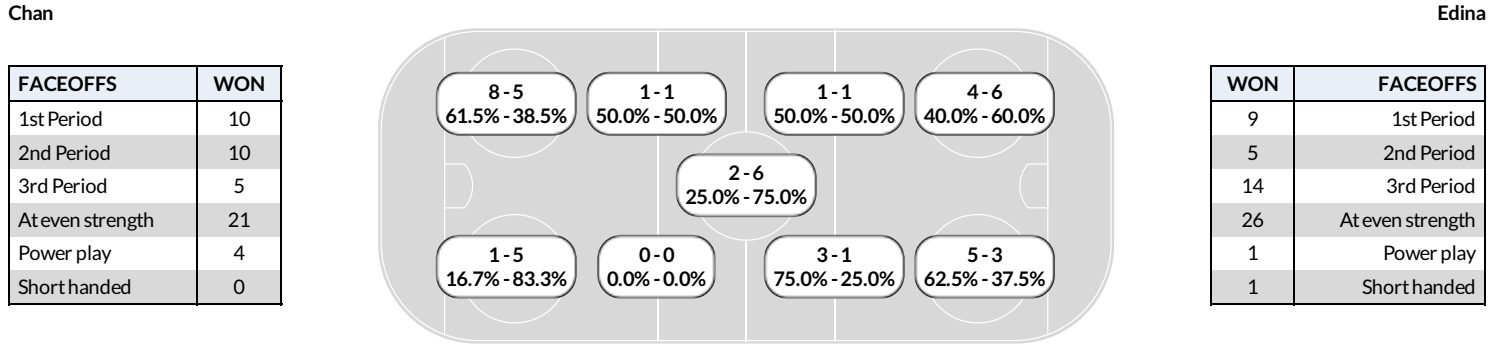 Chan
Edina
FACEOFFS WON
1st Period 10
2nd Period 10
3rd Period 5
At even strength 21
Power play 4
Short handed 0
8 - 5
61.5% - 38.5%
1 - 1
50.0% - 50.0%
1 - 1
50.0% - 50.0%
4 - 6
40.0% - 60.0%
2 - 6
25.0% - 75.0%
1 - 5
16.7% - 83.3%
0 - 0
0.0% - 0.0%
3 - 1
75.0% - 25.0%
5 - 3
62.5% - 37.5%
WON FACEOFFS
9 1st Period
5 2nd Period
14 3rd Period
26 At even strength
1 Power play
1 Short handed